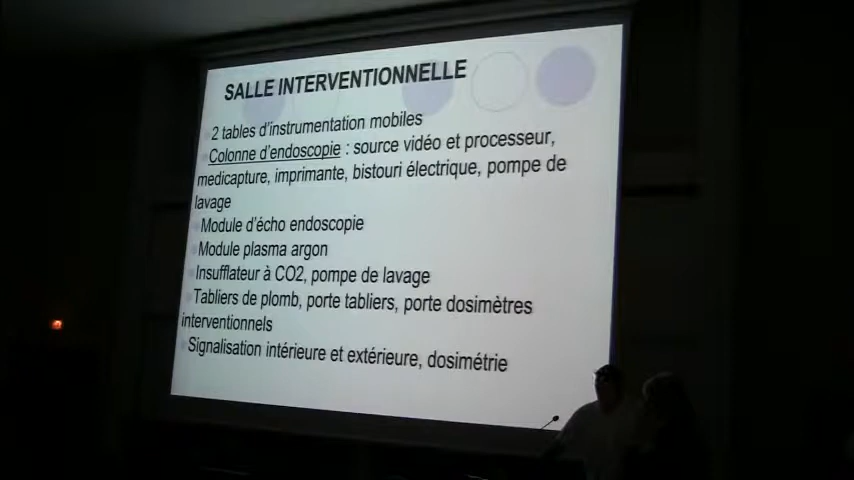 SALLE INTERVENTIONNELLE
2 tables d'instrumentation mobiles
Colonne d'endoscopie : source vidéo et processeur,
medicapture, imprimante, bistouri électrique, pompe de
lavage
Module d'écho endoscopie
Module plasma argon
Insufflateur à CO2, pompe de lavage
Tabliers de plomb, porte tabliers, porte dosimètres
interventionnels
Signalisation intérieure et extérieure, dosimétrie